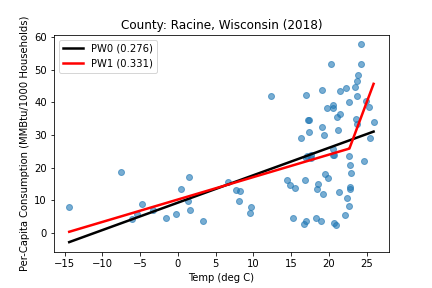 County: Racine, Wisconsin (2018)
Per-Capita Consumption (MMBtu/1000 Households)
60
50
40
30
20
10
0
PW0 (0.276)
PW1 (0.331)
−15 −10 −5 0 5 10 15 20 25
Temp (deg C)